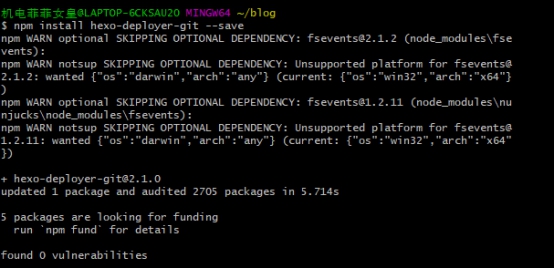 机电菲菲女皇@LAPTOP-6CKSAU2O MINGW64 ~/blog
$ npm install hexo-deployer-git --save
npm WARN optional SKIPPING OPTIONAL DEPENDENCY: fsevents@2.1.2 (node_modules\fse
vents):
npm WARN notsup SKIPPING OPTIONAL DEPENDENCY: Unsupported platform for fsevents@
2.1.2: wanted {"os":"darwin","arch":"any"} (current: {"os":"win32","arch":"x64"}
)
npm WARN optional SKIPPING OPTIONAL DEPENDENCY: fsevents@1.2.11 (node_modules\nu
njucks\node_modules\fsevents):
npm WARN notsup SKIPPING OPTIONAL DEPENDENCY: Unsupported platform for fsevents@
1.2.11: wanted {"os":"darwin","arch":"any"} (current: {"os":"win32","arch":"x64"
})
+ hexo-deployer-git@2.1.0
updated 1 package and audited 2705 packages in 5.714s
5 packages are looking for funding
run `npm fund` for details
found 0 vulnerabilities